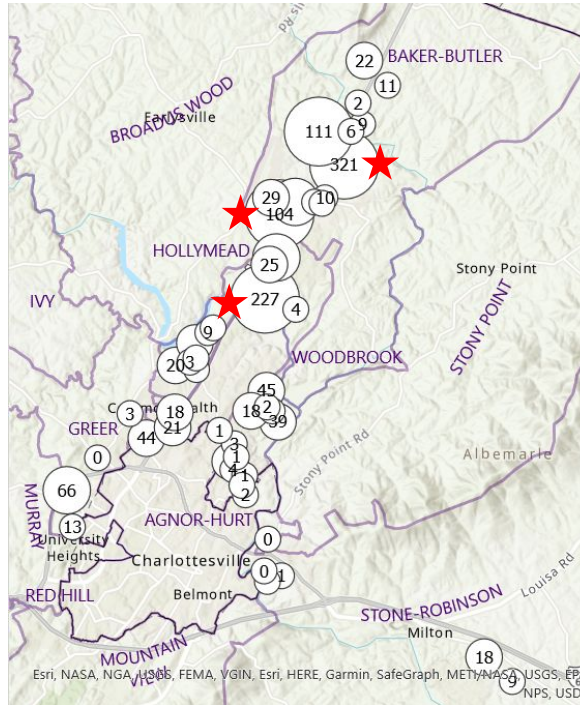 is Rd
22
BAKER-BUTLER
11
2
BROADUS WOOD
Earlysville
111
6
9
321
29
10
104
HOLLYMEAD
25
Stony Point
IVY
227
4
STONY POINT
9
WOODBROOK
20
3
45
3
18
18
2
39
GREER
44
21
1
Stony Point Rd
3
Albemarle
0
1
4
66
1
MURRAY
2
13
AGNOR-HURT
University
Heights
0
Charlottesville
0
1
Louisa Rd
RED HILL
Belmont
STONE-ROBINSON
Milton
MOUNTAIN
VIEW
18
9
Esri, NASA, NGA, USGS, FEMA, VGIN, Esri, HERE, Garmin, SafeGraph, METI/NASA, USGS, EP
NPS, USD